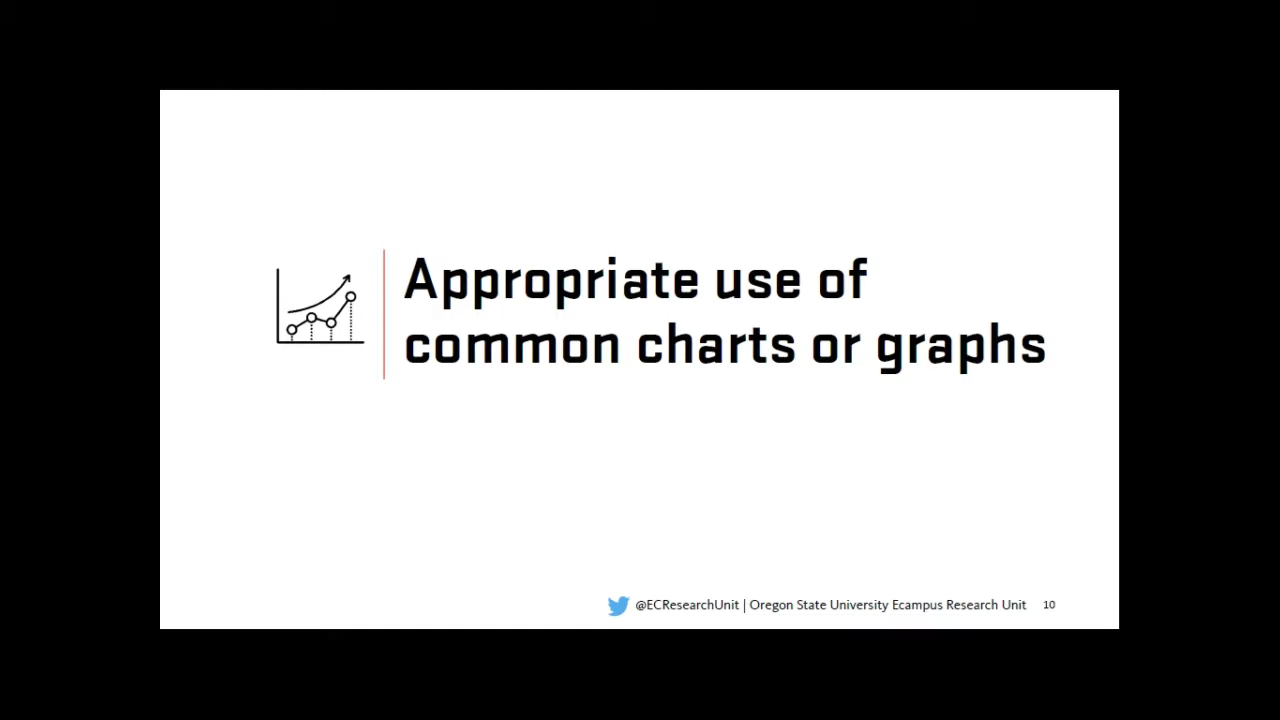 Appropriate use of
common charts or graphs
@ECResearchUnit | Oregon State University Ecampus Research Unit 10